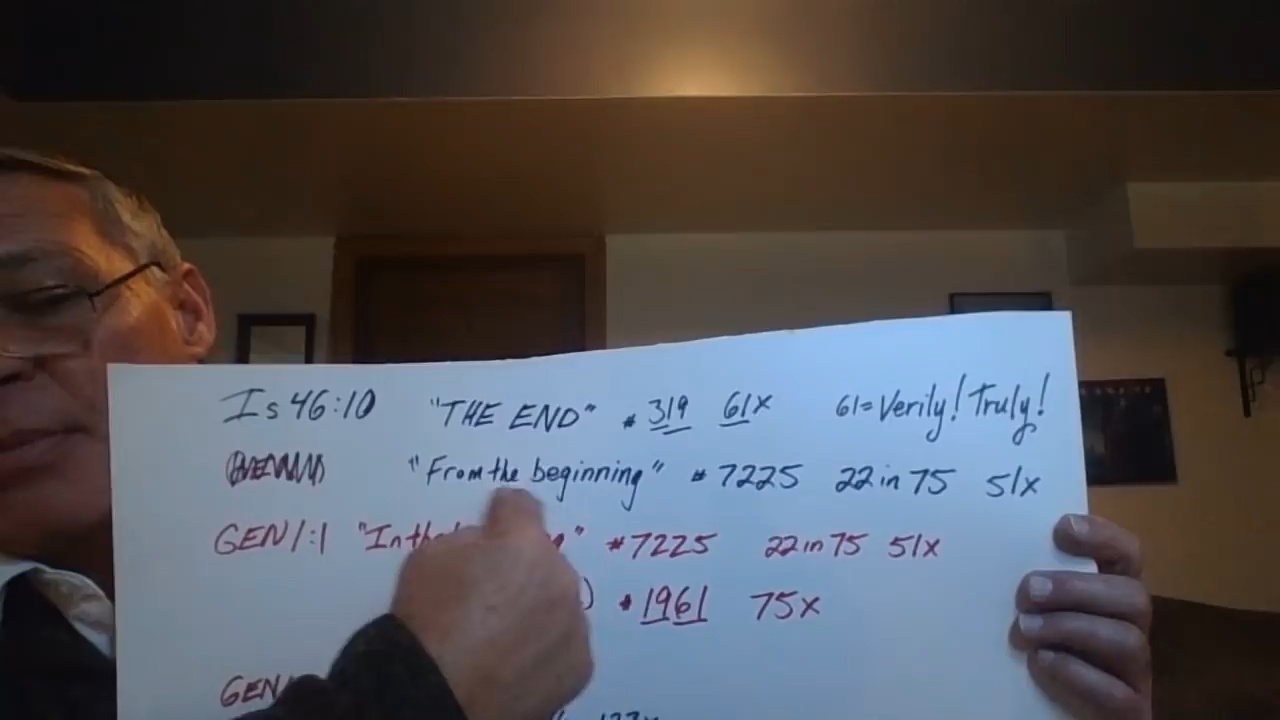 Is 46:10 "THE END" # 319 61x 61=Verily! Truly!
"From the beginning" # 7225 22 in 75 51x
GEN 1:1 "In the " #7225 22 in 75 51x
) # 1961 75x
GEN